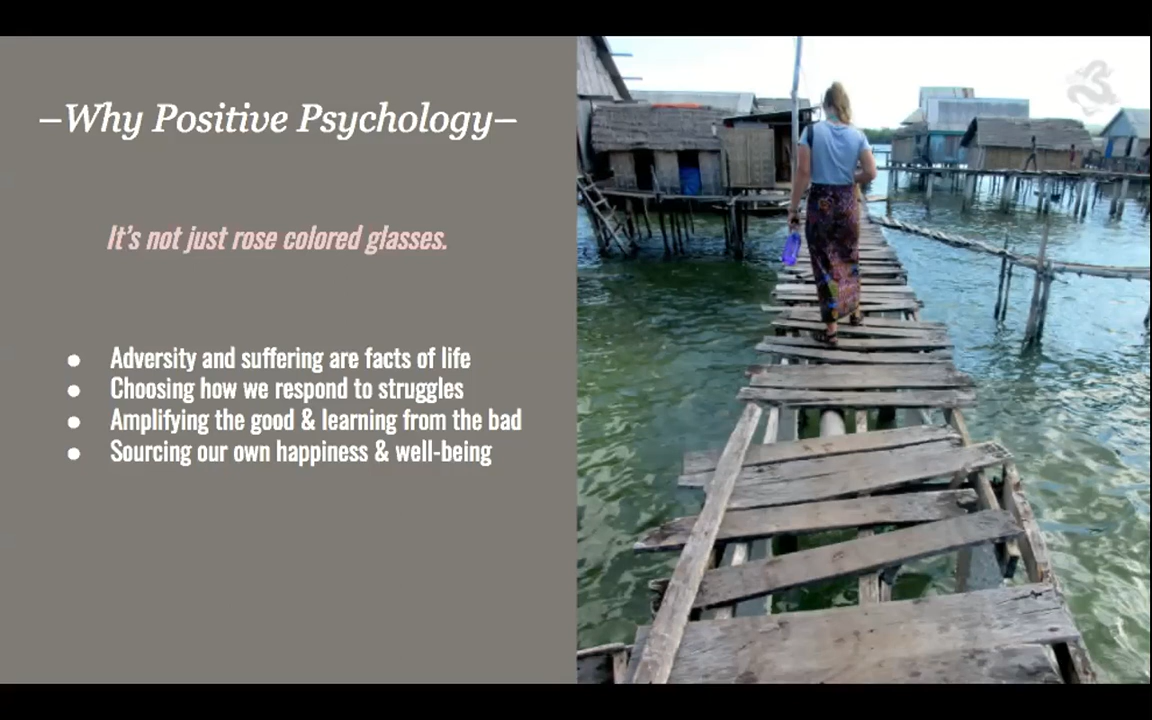 –Why Positive Psychology–
It's not just rose colored glasses.
● Adversity and suffering are facts of life
● Choosing how we respond to struggles
● Amplifying the good & learning from the bad
● Sourcing our own happiness & well-being